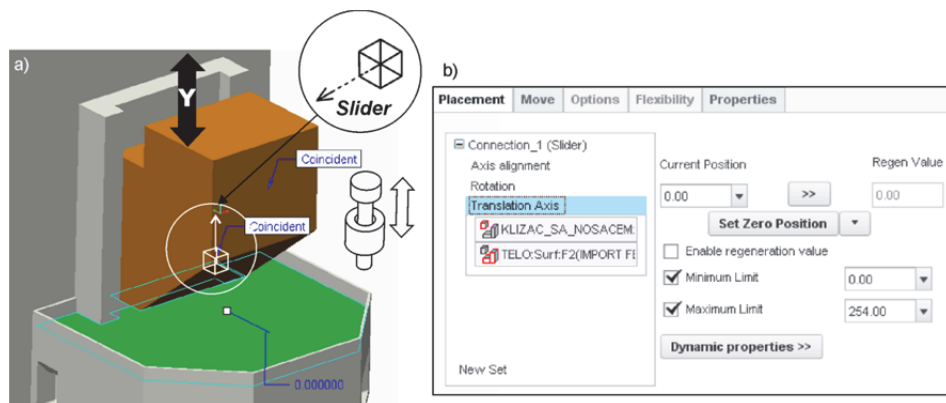 a)
Y
Slider
Coincident
Coincident
0.000000
b)
Placement Move Options Flexibility Properties
Connection_1 (Slider)
Axis alignment
Rotation
Translation Axis
KLIZAC_SA_NOSACEM:
TELO:Surf:F2(IMPORT FE
New Set
Current Position Regen Value
0.00 >> 0.00
Set Zero Position
Enable regeneration value
Minimum Limit 0.00
Maximum Limit 254.00
Dynamic properties >>